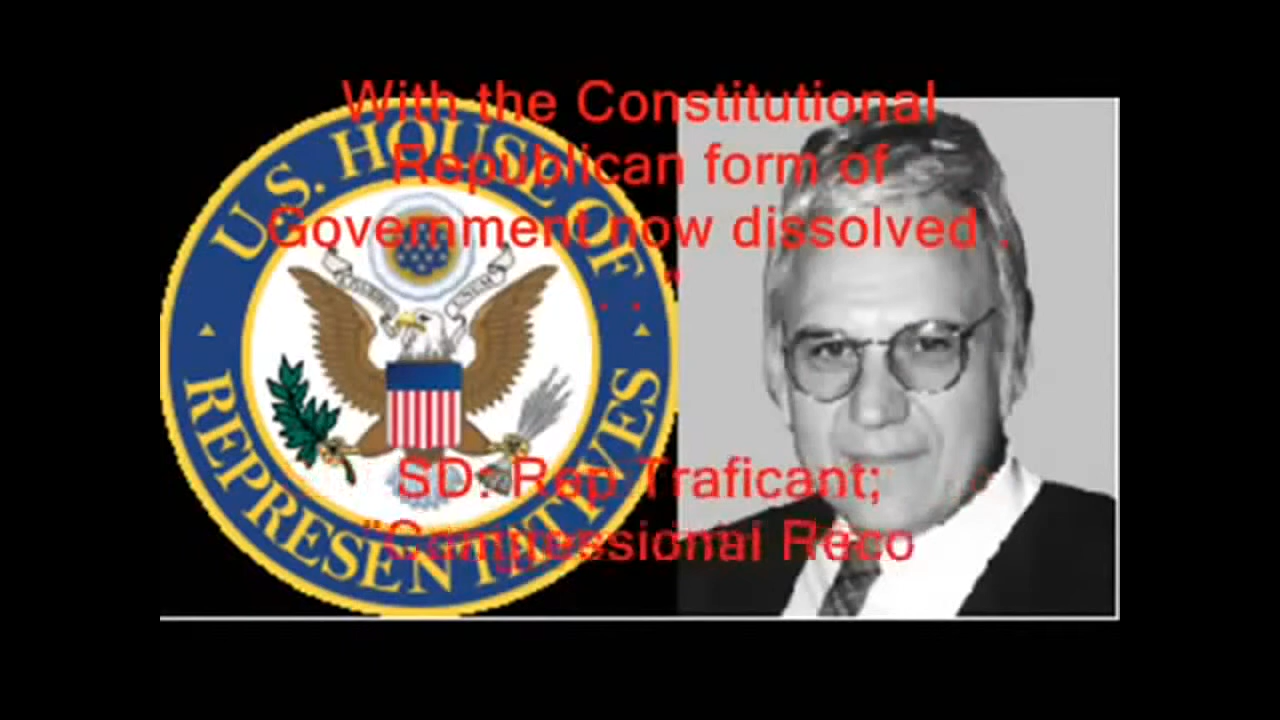 With the Constitutional
Republican form of
Government now dissolved .
. . "
SD: Rep Traficant;
"Congressional Reco
U.S. HOUSE OF
REPRESENTATIVES